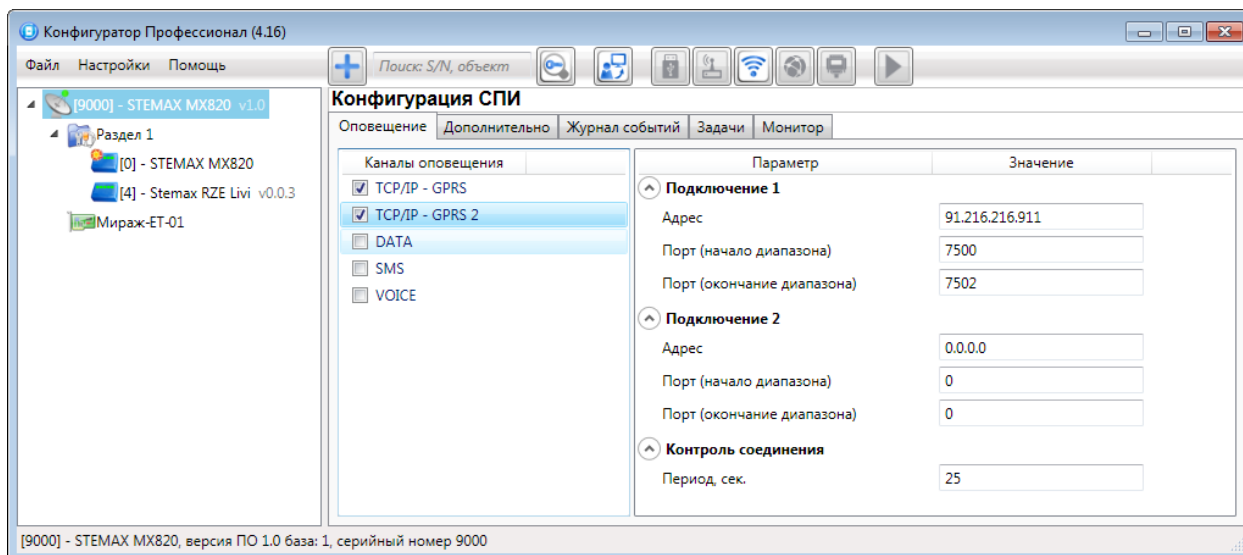 Конфигуратор Профессионал (4.16)
Файл Настройки Помощь
Поиск: S/N, объект
[9000] - STEMAX MX820 v1.0
Раздел 1
[0] - STEMAX MX820
[4] - Stemax RZE Livi v0.0.3
Мираж-ET-01
Конфигурация СПИ
Оповещение Дополнительно Журнал событий Задачи Монитор
Каналы оповещения
TCP/IP - GPRS
TCP/IP - GPRS 2
DATA
SMS
VOICE
Параметр Значение
Подключение 1
Адрес 91.216.216.911
Порт (начало диапазона) 7500
Порт (окончание диапазона) 7502
Подключение 2
Адрес 0.0.0.0
Порт (начало диапазона) 0
Порт (окончание диапазона) 0
Контроль соединения
Период, сек. 25
[9000] - STEMAX MX820, версия ПО 1.0 база: 1, серийный номер 9000